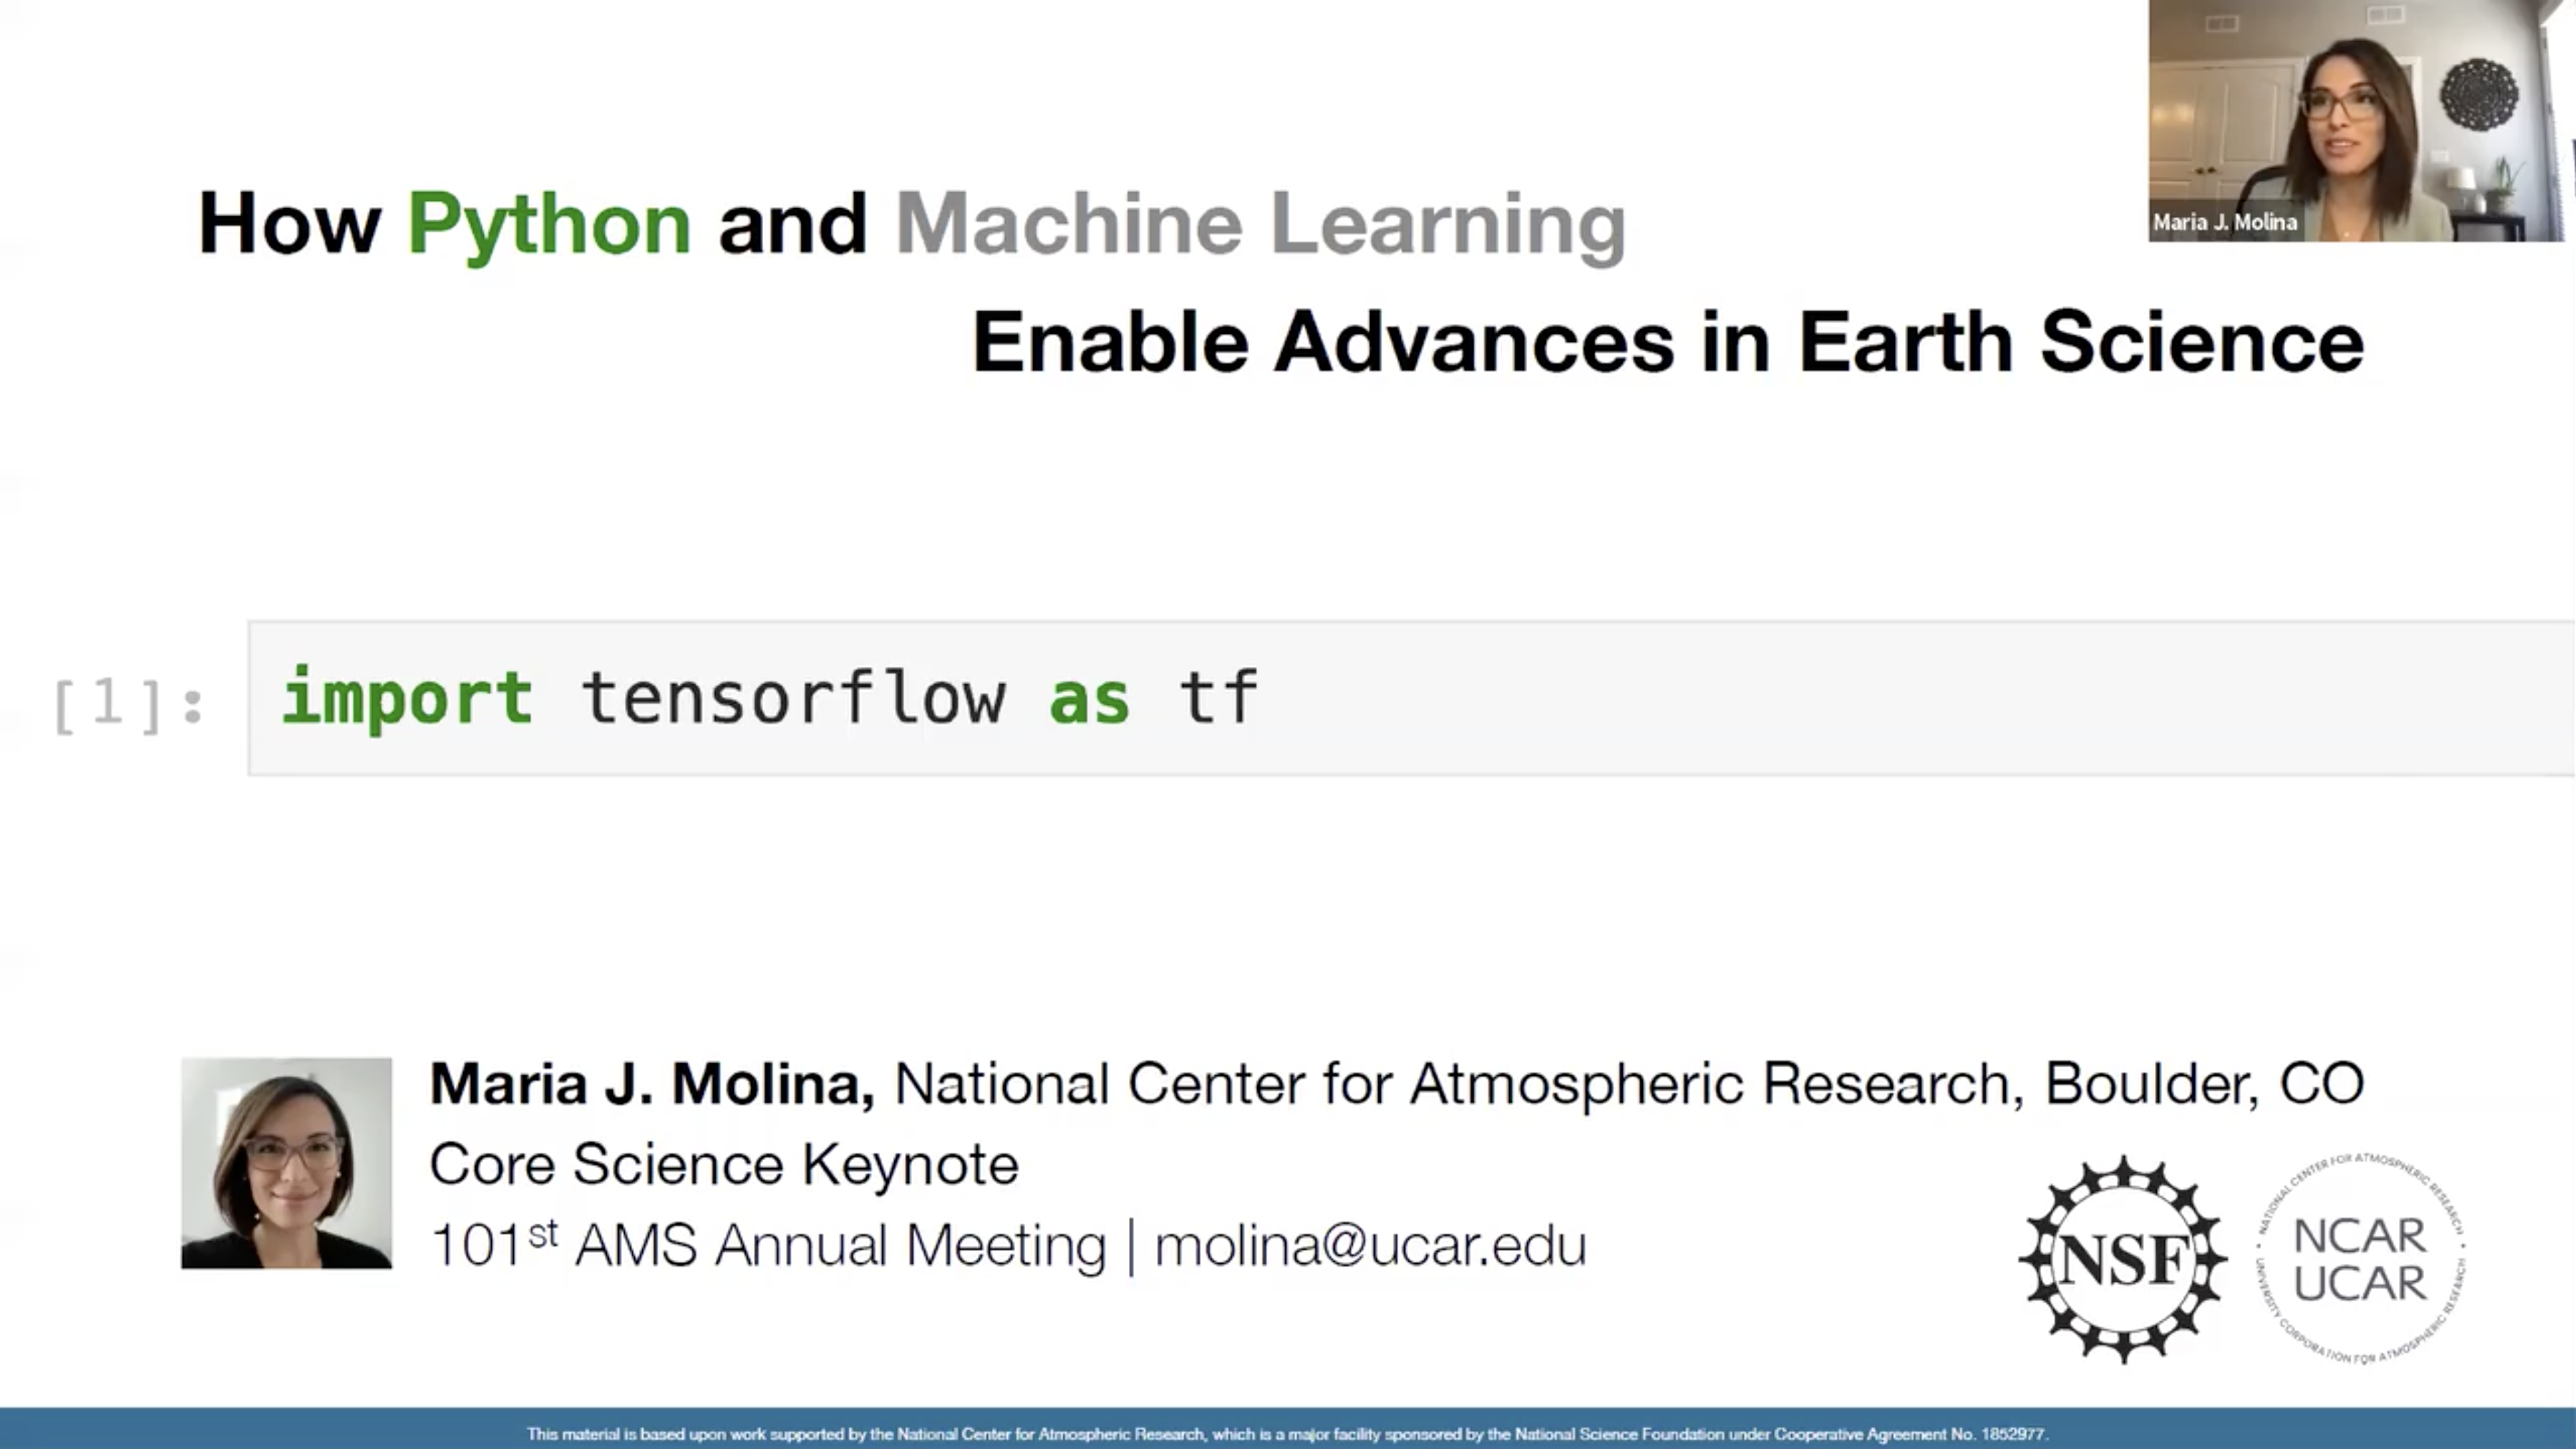 How Python and Machine Learning
Enable Advances in Earth Science
Maria J. Molina
[1]: import tensorflow as tf
Maria J. Molina, National Center for Atmospheric Research, Boulder, CO
Core Science Keynote
101st AMS Annual Meeting | molina@ucar.edu
NSF
NATIONAL CENTER FOR ATMOSPHERIC RESEARCH
NCAR
UCAR
UNIVERSITY CORPORATION FOR ATMOSPHERIC RESEARCH
This material is based upon work supported by the National Center for Atmospheric Research, which is a major facility sponsored by the National Science Foundation under Cooperative Agreement No. 1852977.